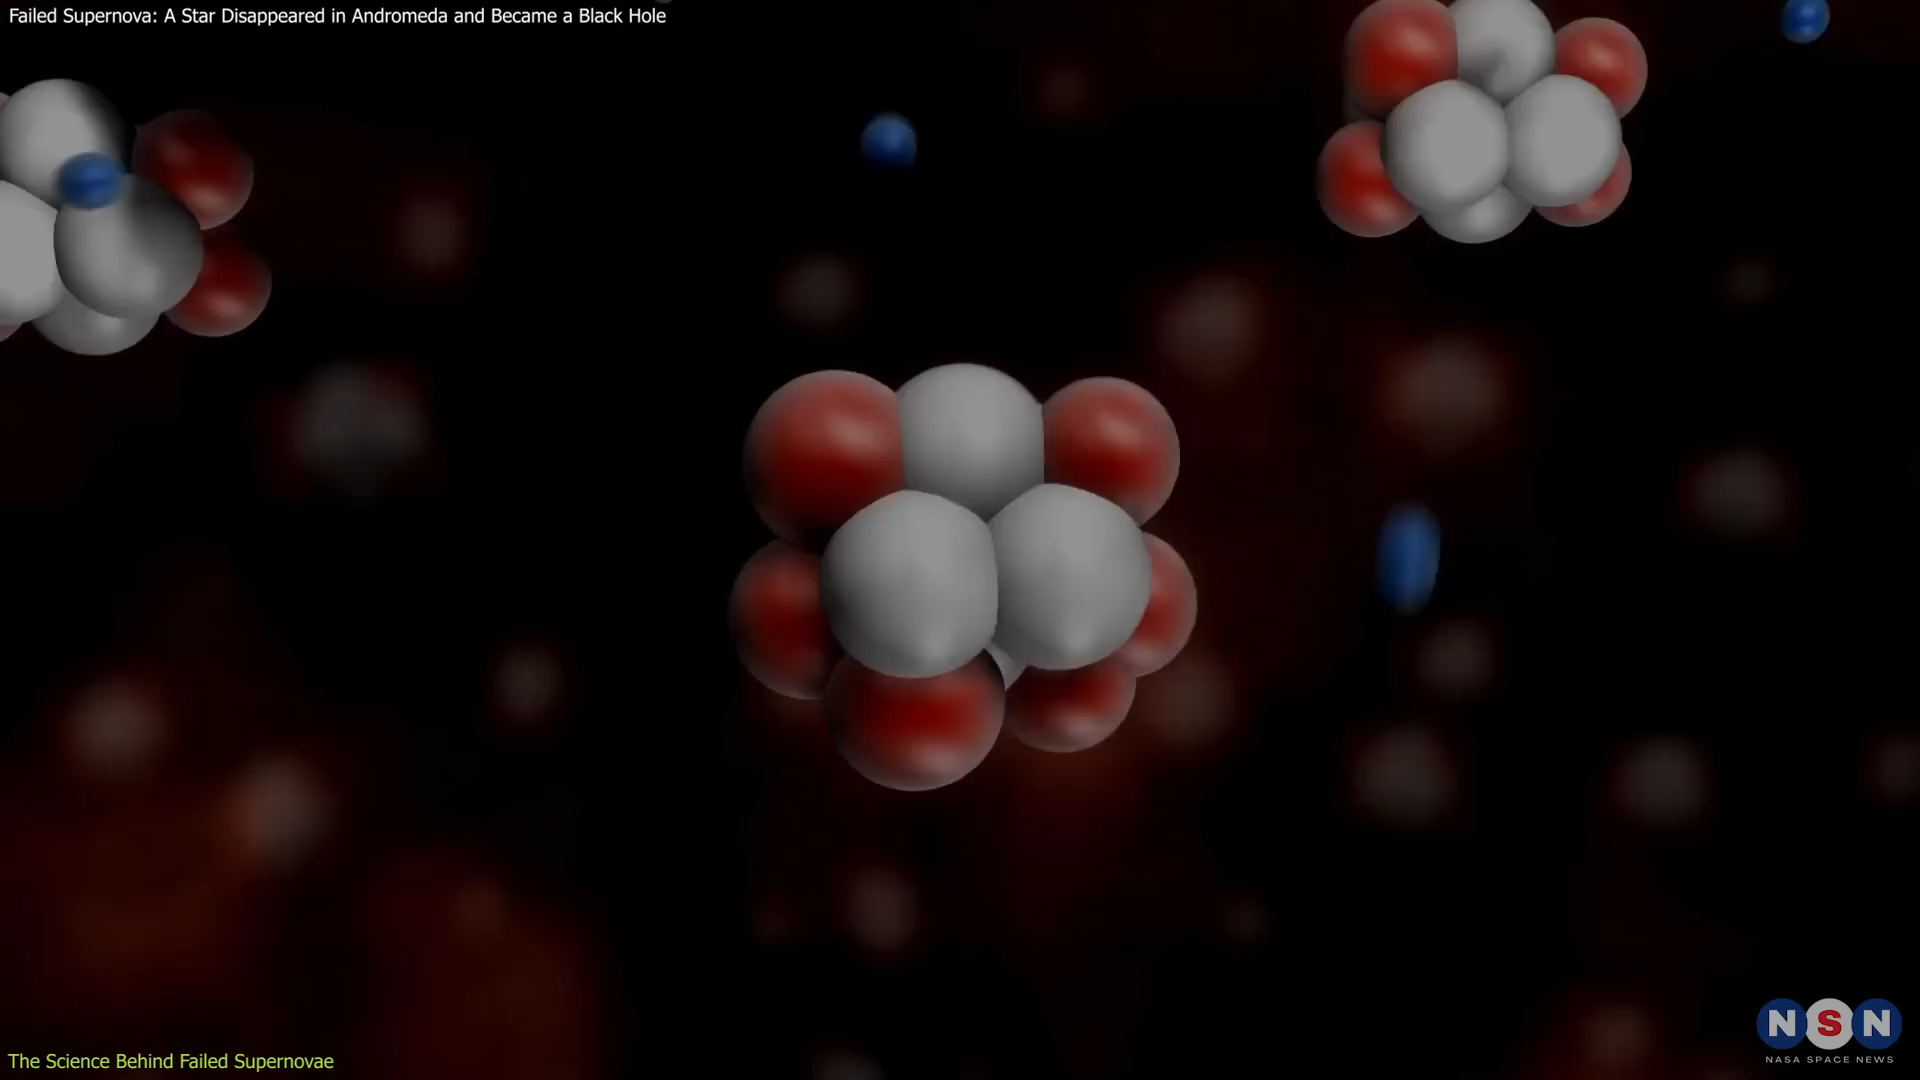 Failed Supernova: A Star Disappeared in Andromeda and Became a Black Hole
The Science Behind Failed Supernovae
NSN
NASA SPACE NEWS